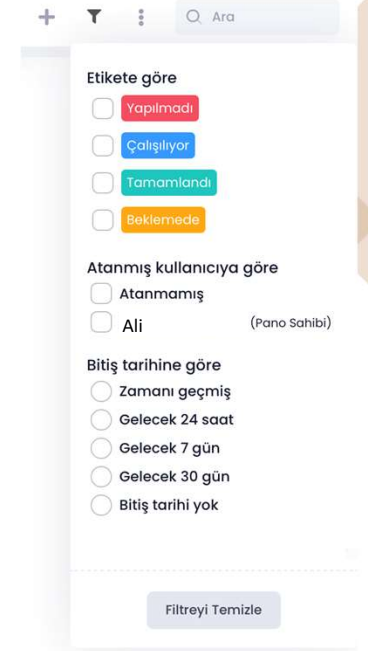 Ara
Etikete göre
Yapılmadı
Çalışılıyor
Tamamlandı
Beklemede
Atanmış kullanıcıya göre
Atanmamış
Ali (Pano Sahibi)
Bitiş tarihine göre
Zamanı geçmiş
Gelecek 24 saat
Gelecek 7 gün
Gelecek 30 gün
Bitiş tarihi yok
Filtreyi Temizle